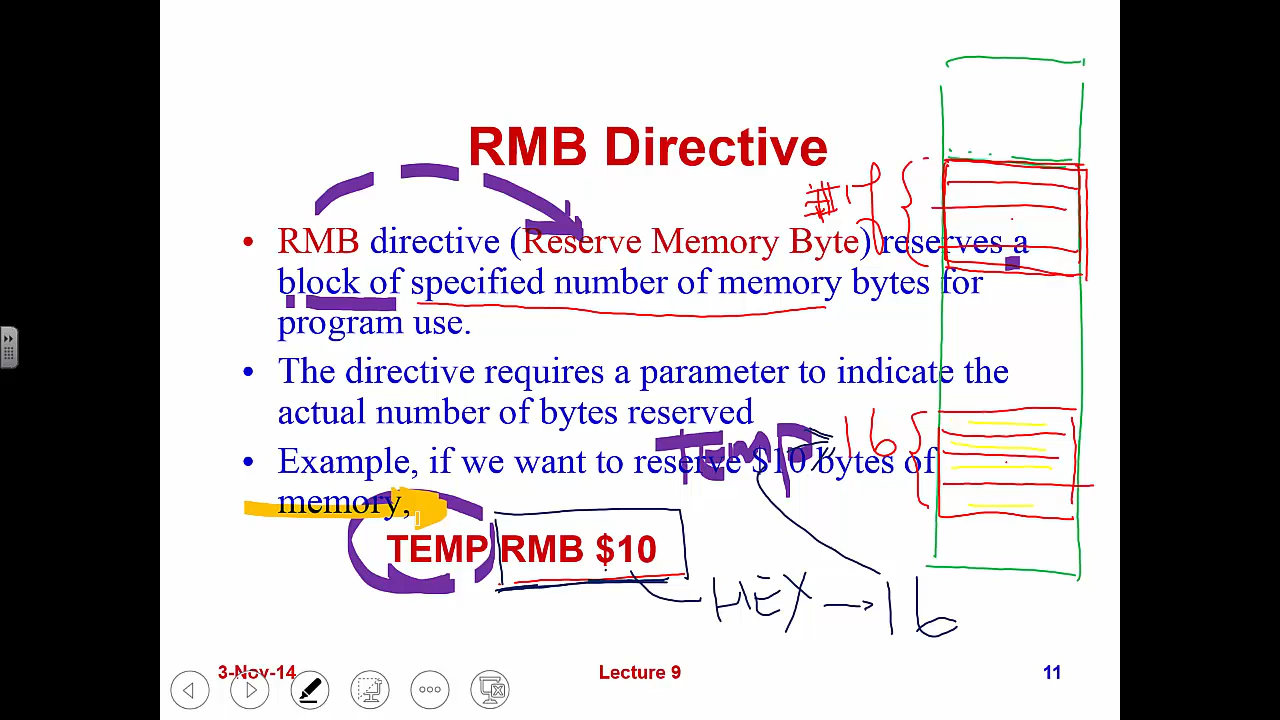 RMB Directive
• RMB directive (Reserve Memory Byte) reserves a
block of specified number of memory bytes for
program use.
• The directive requires a parameter to indicate the
actual number of bytes reserved
TEMP 16
• Example, if we want to reserve $10 bytes of
memory,
TEMP RMB $10
HEX → 16
3-Nov-14
Lecture 9
11